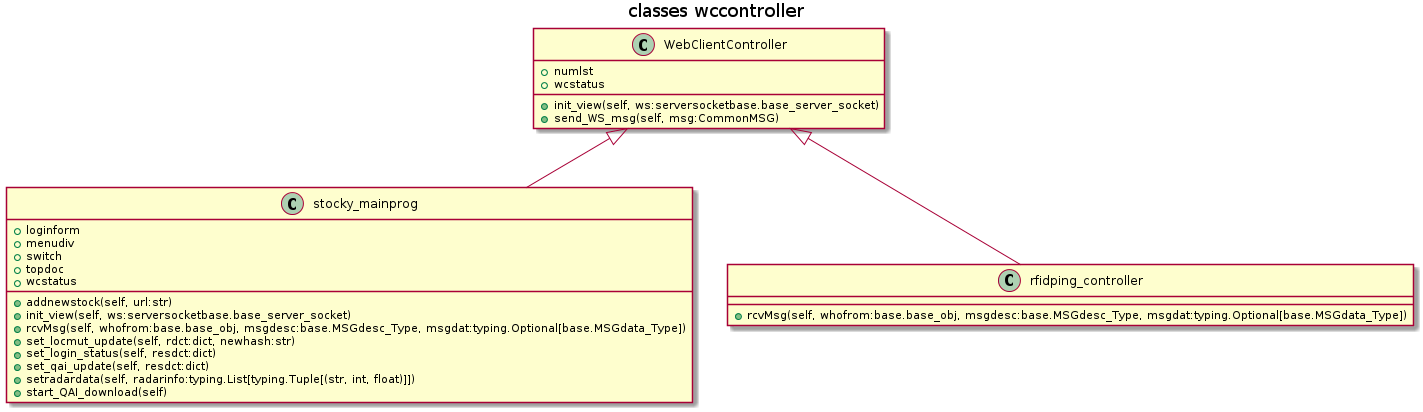 classes wccontroller
C WebClientController
numlst
wcstatus
init_view(self, ws:serversocketbase.base_server_socket)
send_WS_msg(self, msg:CommonMSG)
C stocky_mainprog
loginform
menudiv
switch
topdoc
wcstatus
addnewstock(self, url:str)
init_view(self, ws:serversocketbase.base_server_socket)
rcvMsg(self, whofrom:base.base_obj, msgdesc:base.MSGdesc_Type, msgdat:typing.Optional[base.MSGdata_Type])
set_locmut_update(self, rdct:dict, newhash:str)
set_login_status(self, resdct:dict)
set_qai_update(self, resdct:dict)
setradardata(self, radarinfo:typing.List[typing.Tuple[(str, int, float)]])
start_QAI_download(self)
C rfidping_controller
rcvMsg(self, whofrom:base.base_obj, msgdesc:base.MSGdesc_Type, msgdat:typing.Optional[base.MSGdata_Type])